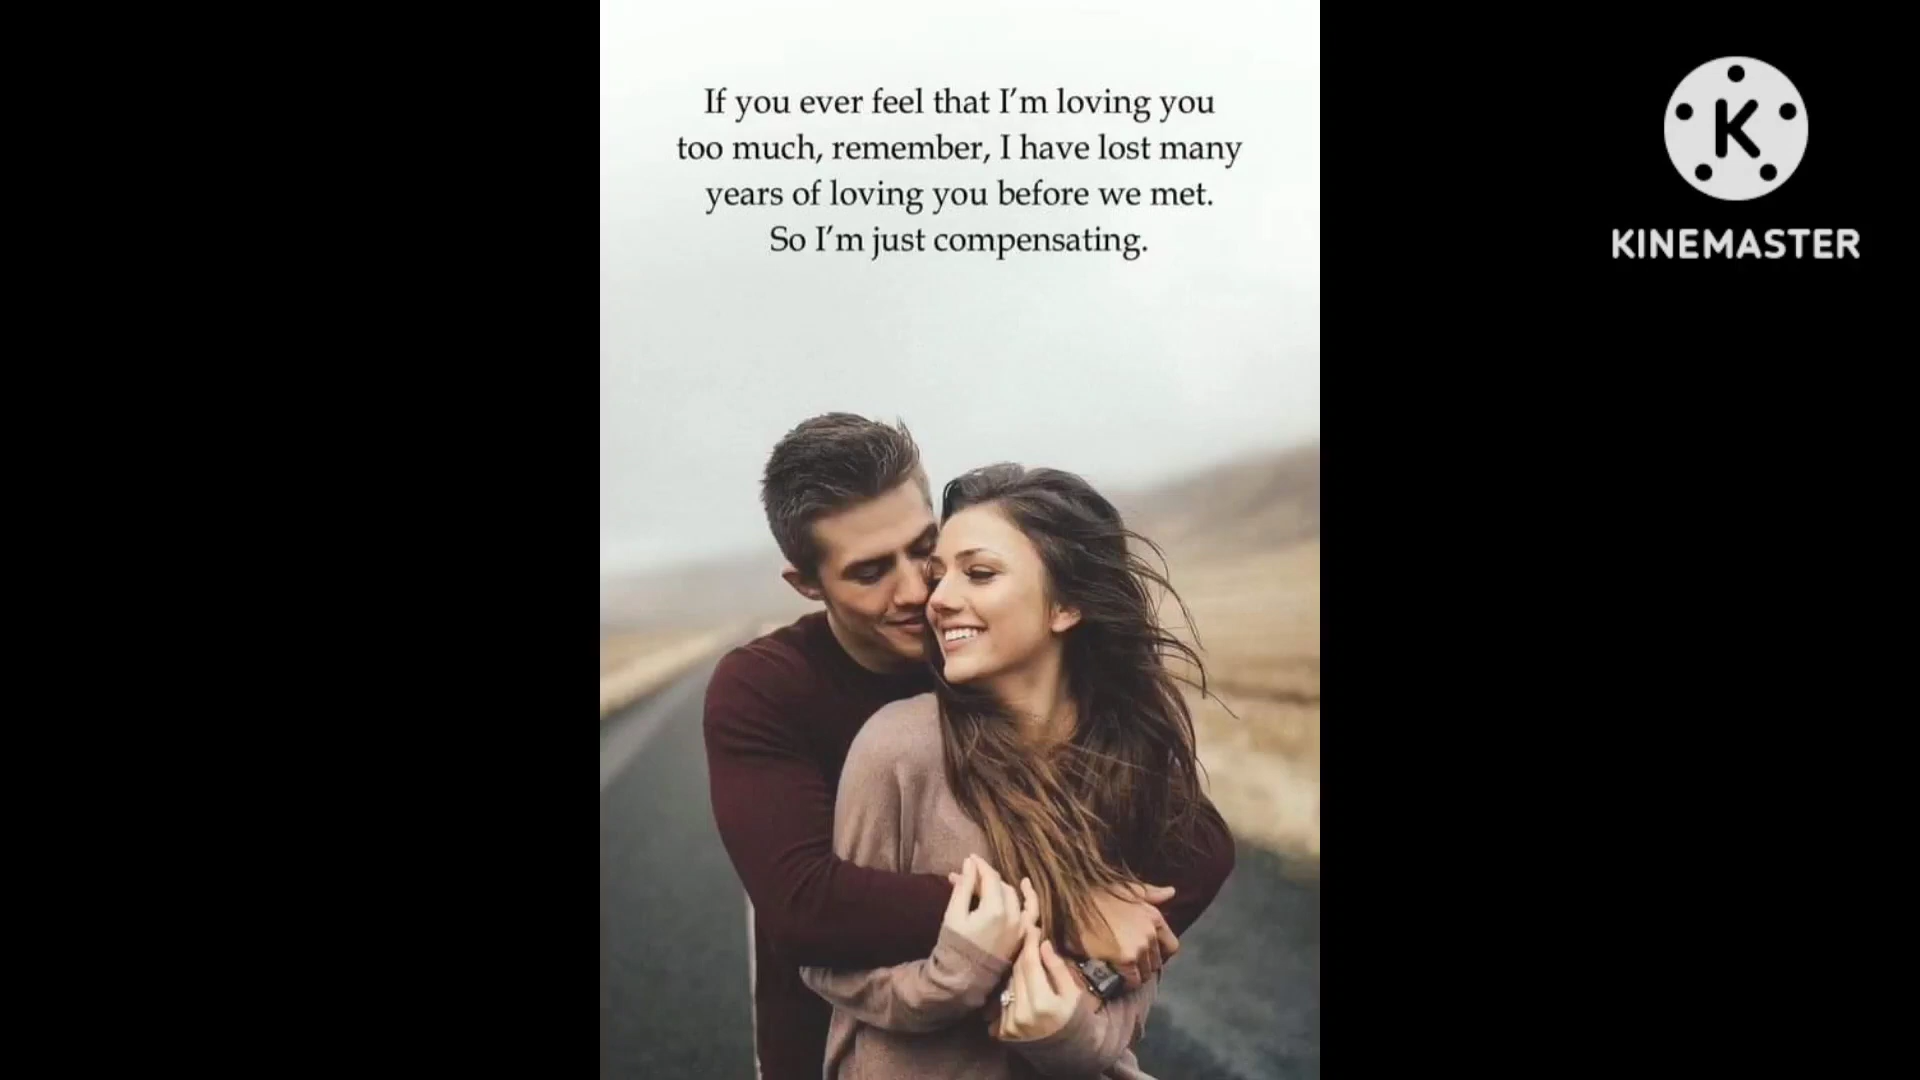 If you ever feel that I’m loving you
too much, remember, I have lost many
years of loving you before we met.
So I’m just compensating.
K
KINEMASTER